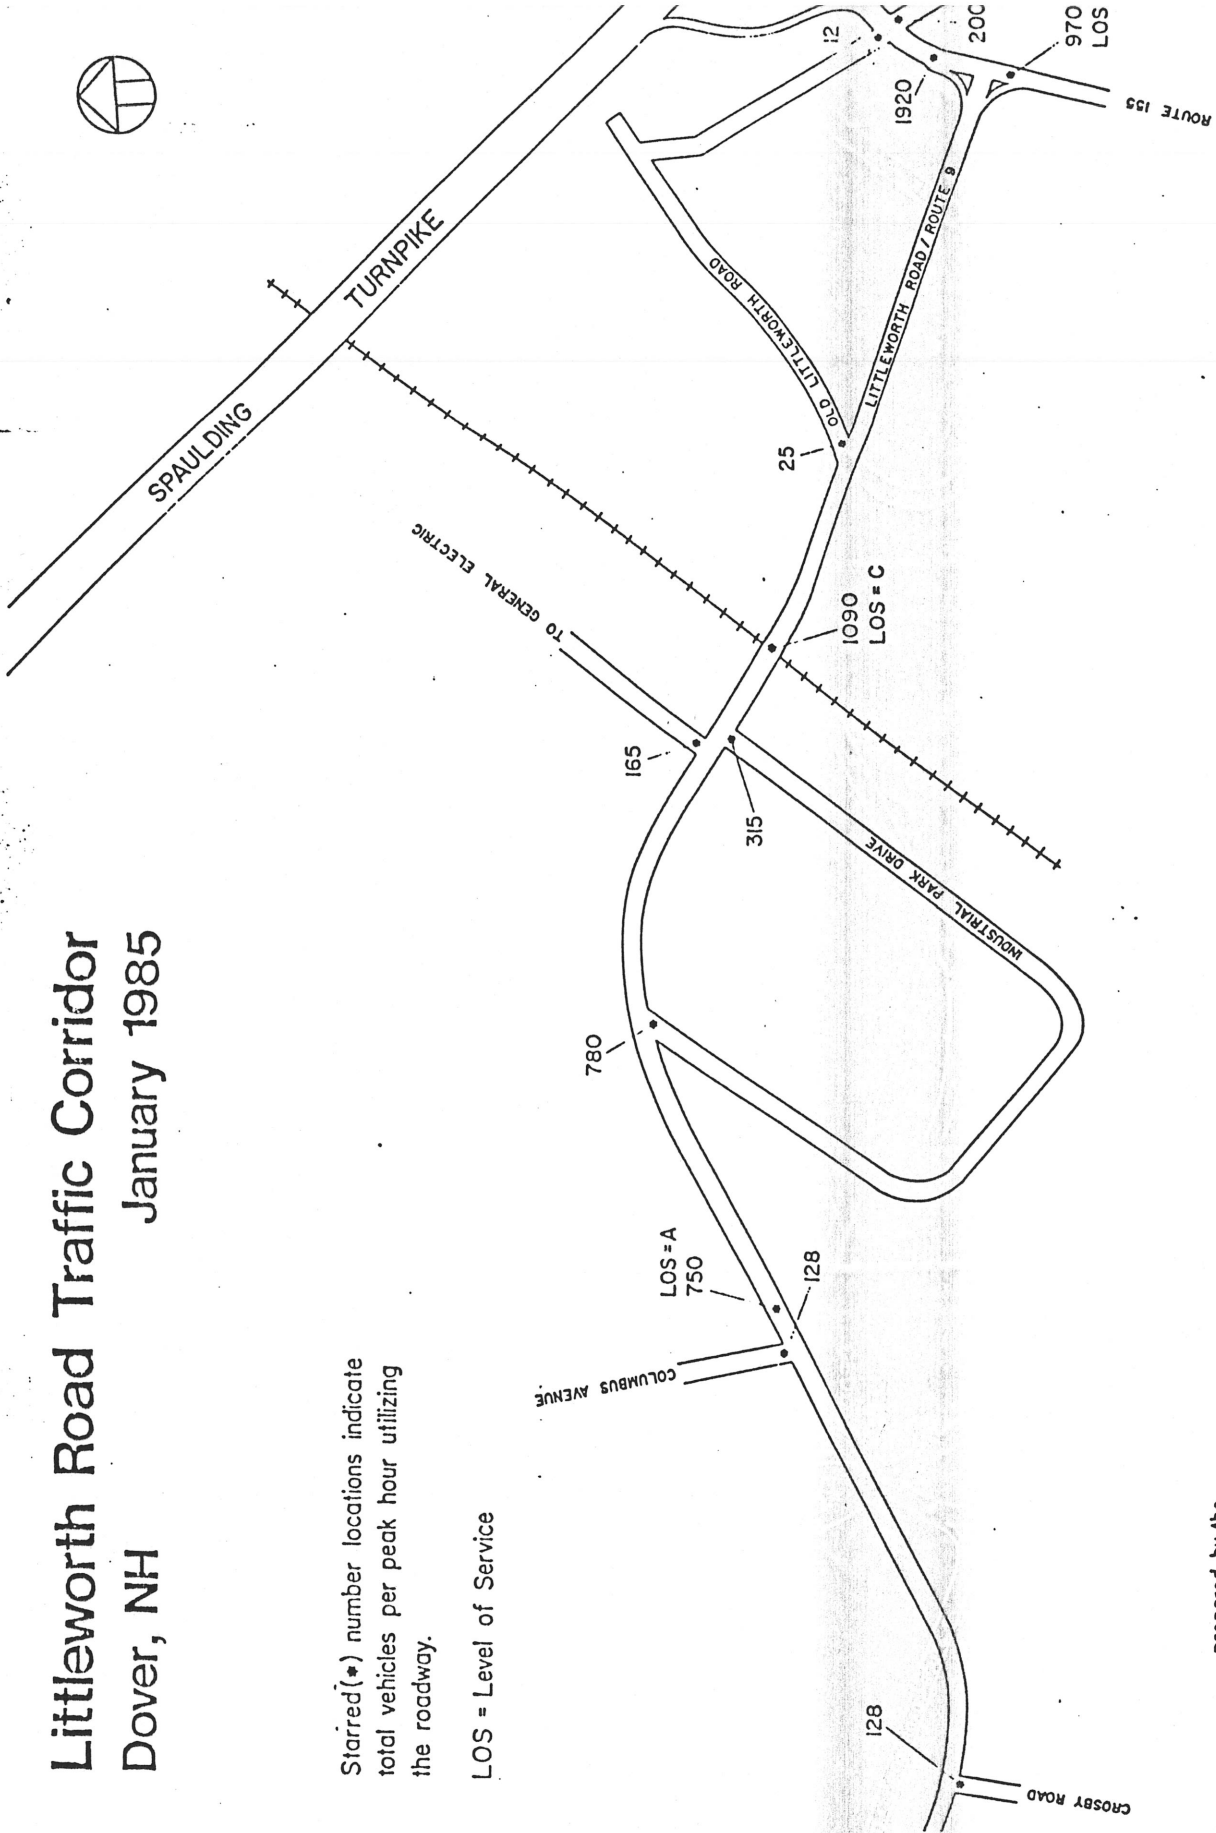 Littleworth Road Traffic Corridor
Dover, NH January 1985
Starred (*) number locations indicate
total vehicles per peak hour utilizing
the roadway.
LOS = Level of Service
SPAULDING TURNPIKE
TO GENERAL ELECTRIC
OLD LITTLEWORTH ROAD
LITTLEWORTH ROAD / ROUTE 9
INDUSTRIAL PARK DRIVE
COLUMBUS AVENUE
CROSBY ROAD
ROUTE 155
128
LOS = A
750
128
780
165
315
1090
LOS = C
25
12
1920
200
970
LOS
by the